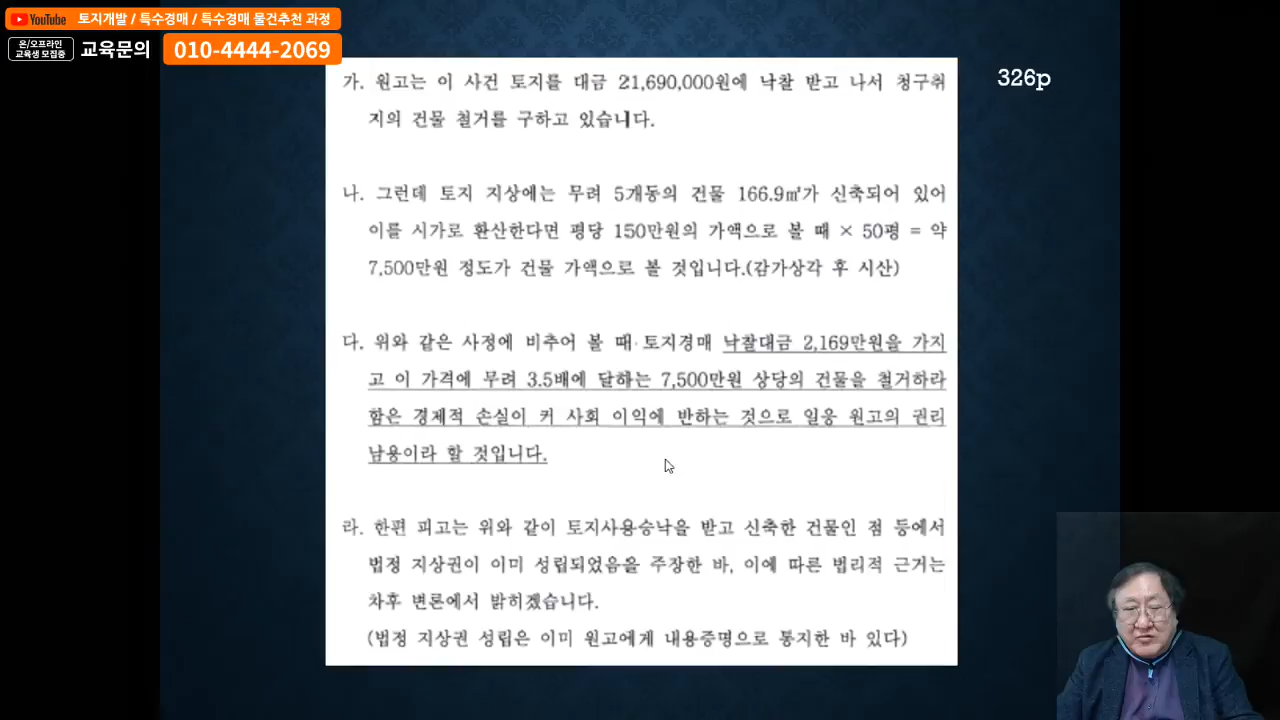 YouTube 토지개발 / 특수경매 / 특수경매 물건추천 과정
온/오프라인
교육생 모집중
교육문의 010-4444-2069
326p
가. 원고는 이 사건 토지를 대금 21,690,000원에 낙찰 받고 나서 청구취
지의 건물 철거를 구하고 있습니다.
나. 그런데 토지 지상에는 무려 5개동의 건물 166.9㎡가 신축되어 있어
이를 시가로 환산한다면 평당 150만원의 가액으로 볼 때 × 50평 = 약
7,500만원 정도가 건물 가액으로 볼 것입니다.(감가상각 후 시산)
다. 위와 같은 사정에 비추어 볼 때 토지경매 낙찰대금 2,169만원을 가지
고 이 가격에 무려 3.5배에 달하는 7,500만원 상당의 건물을 철거하라
함은 경제적 손실이 커 사회 이익에 반하는 것으로 일응 원고의 권리
남용이라 할 것입니다.
라. 한편 피고는 위와 같이 토지사용승낙을 받고 신축한 건물인 점 등에서
법정 지상권이 이미 성립되었음을 주장한 바, 이에 따른 법리적 근거는
차후 변론에서 밝히겠습니다.
(법정 지상권 성립은 이미 원고에게 내용증명으로 통지한 바 있다)